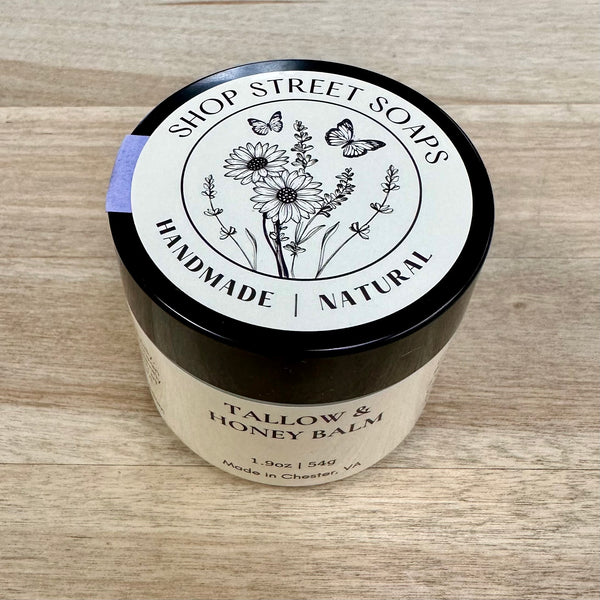 SHOP STREET SOAPS
HANDMADE | NATURAL
TALLOW &
HONEY BALM
1.9oz | 54g
Made in Chester, VA